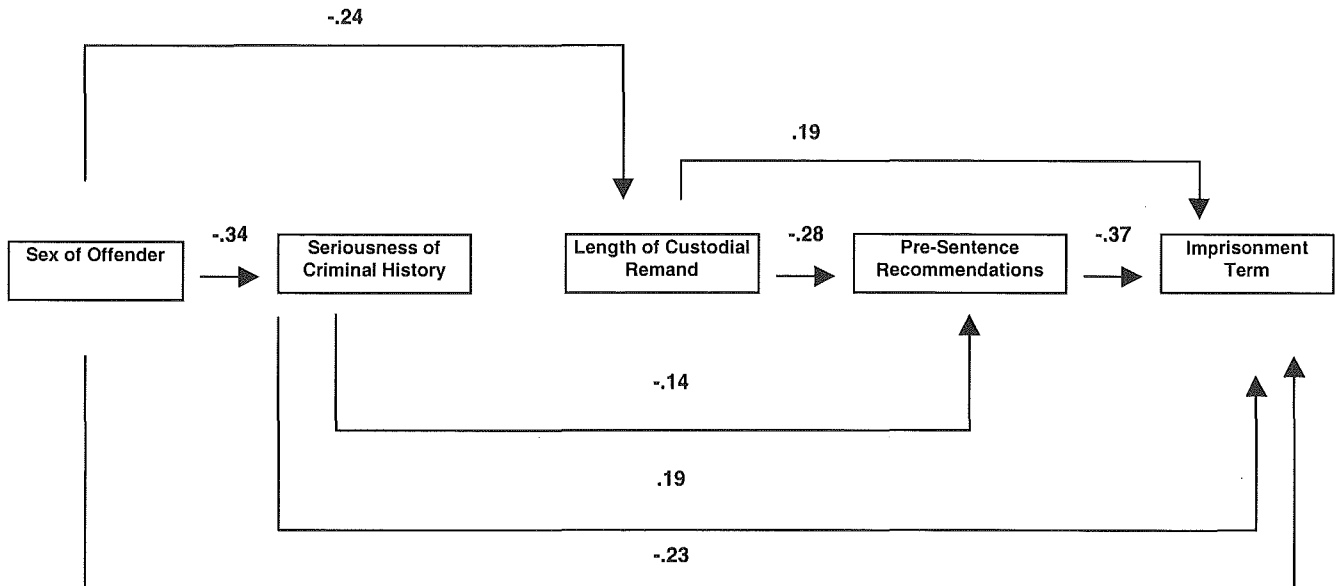 -.24
.19
Sex of Offender
-.34
Seriousness of
Criminal History
Length of Custodial
Remand
-.28
Pre-Sentence
Recommendations
-.37
Imprisonment
Term
-.14
.19
-.23